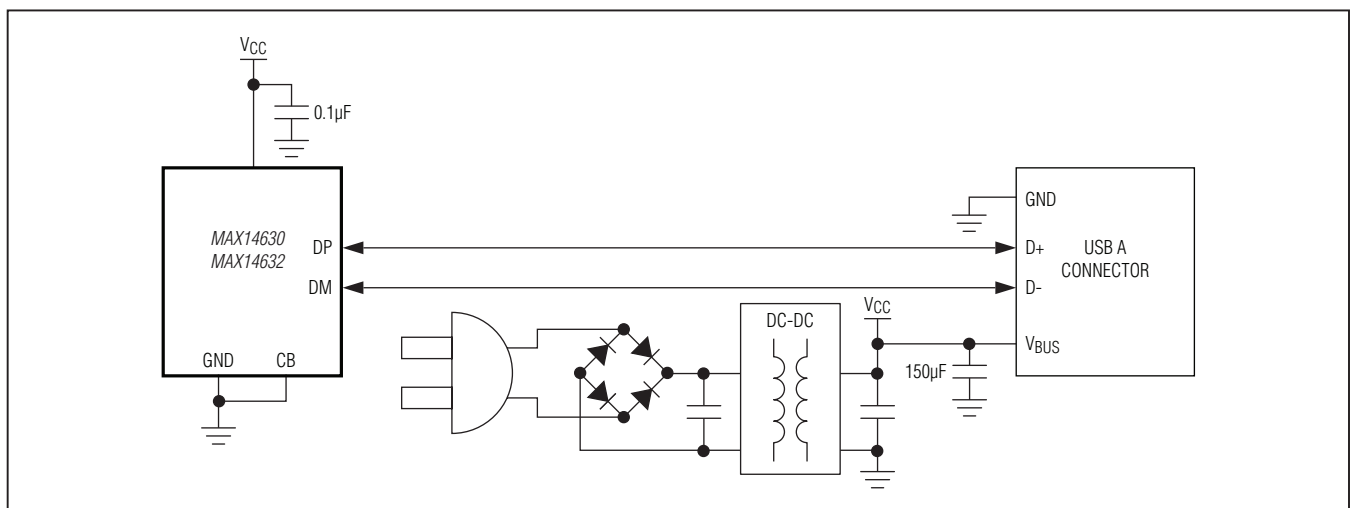 VCC
0.1µF
MAX14630
MAX14632
DP
DM
GND
CB
GND
D+
D-
VBUS
USB A
CONNECTOR
DC-DC
VCC
150µF